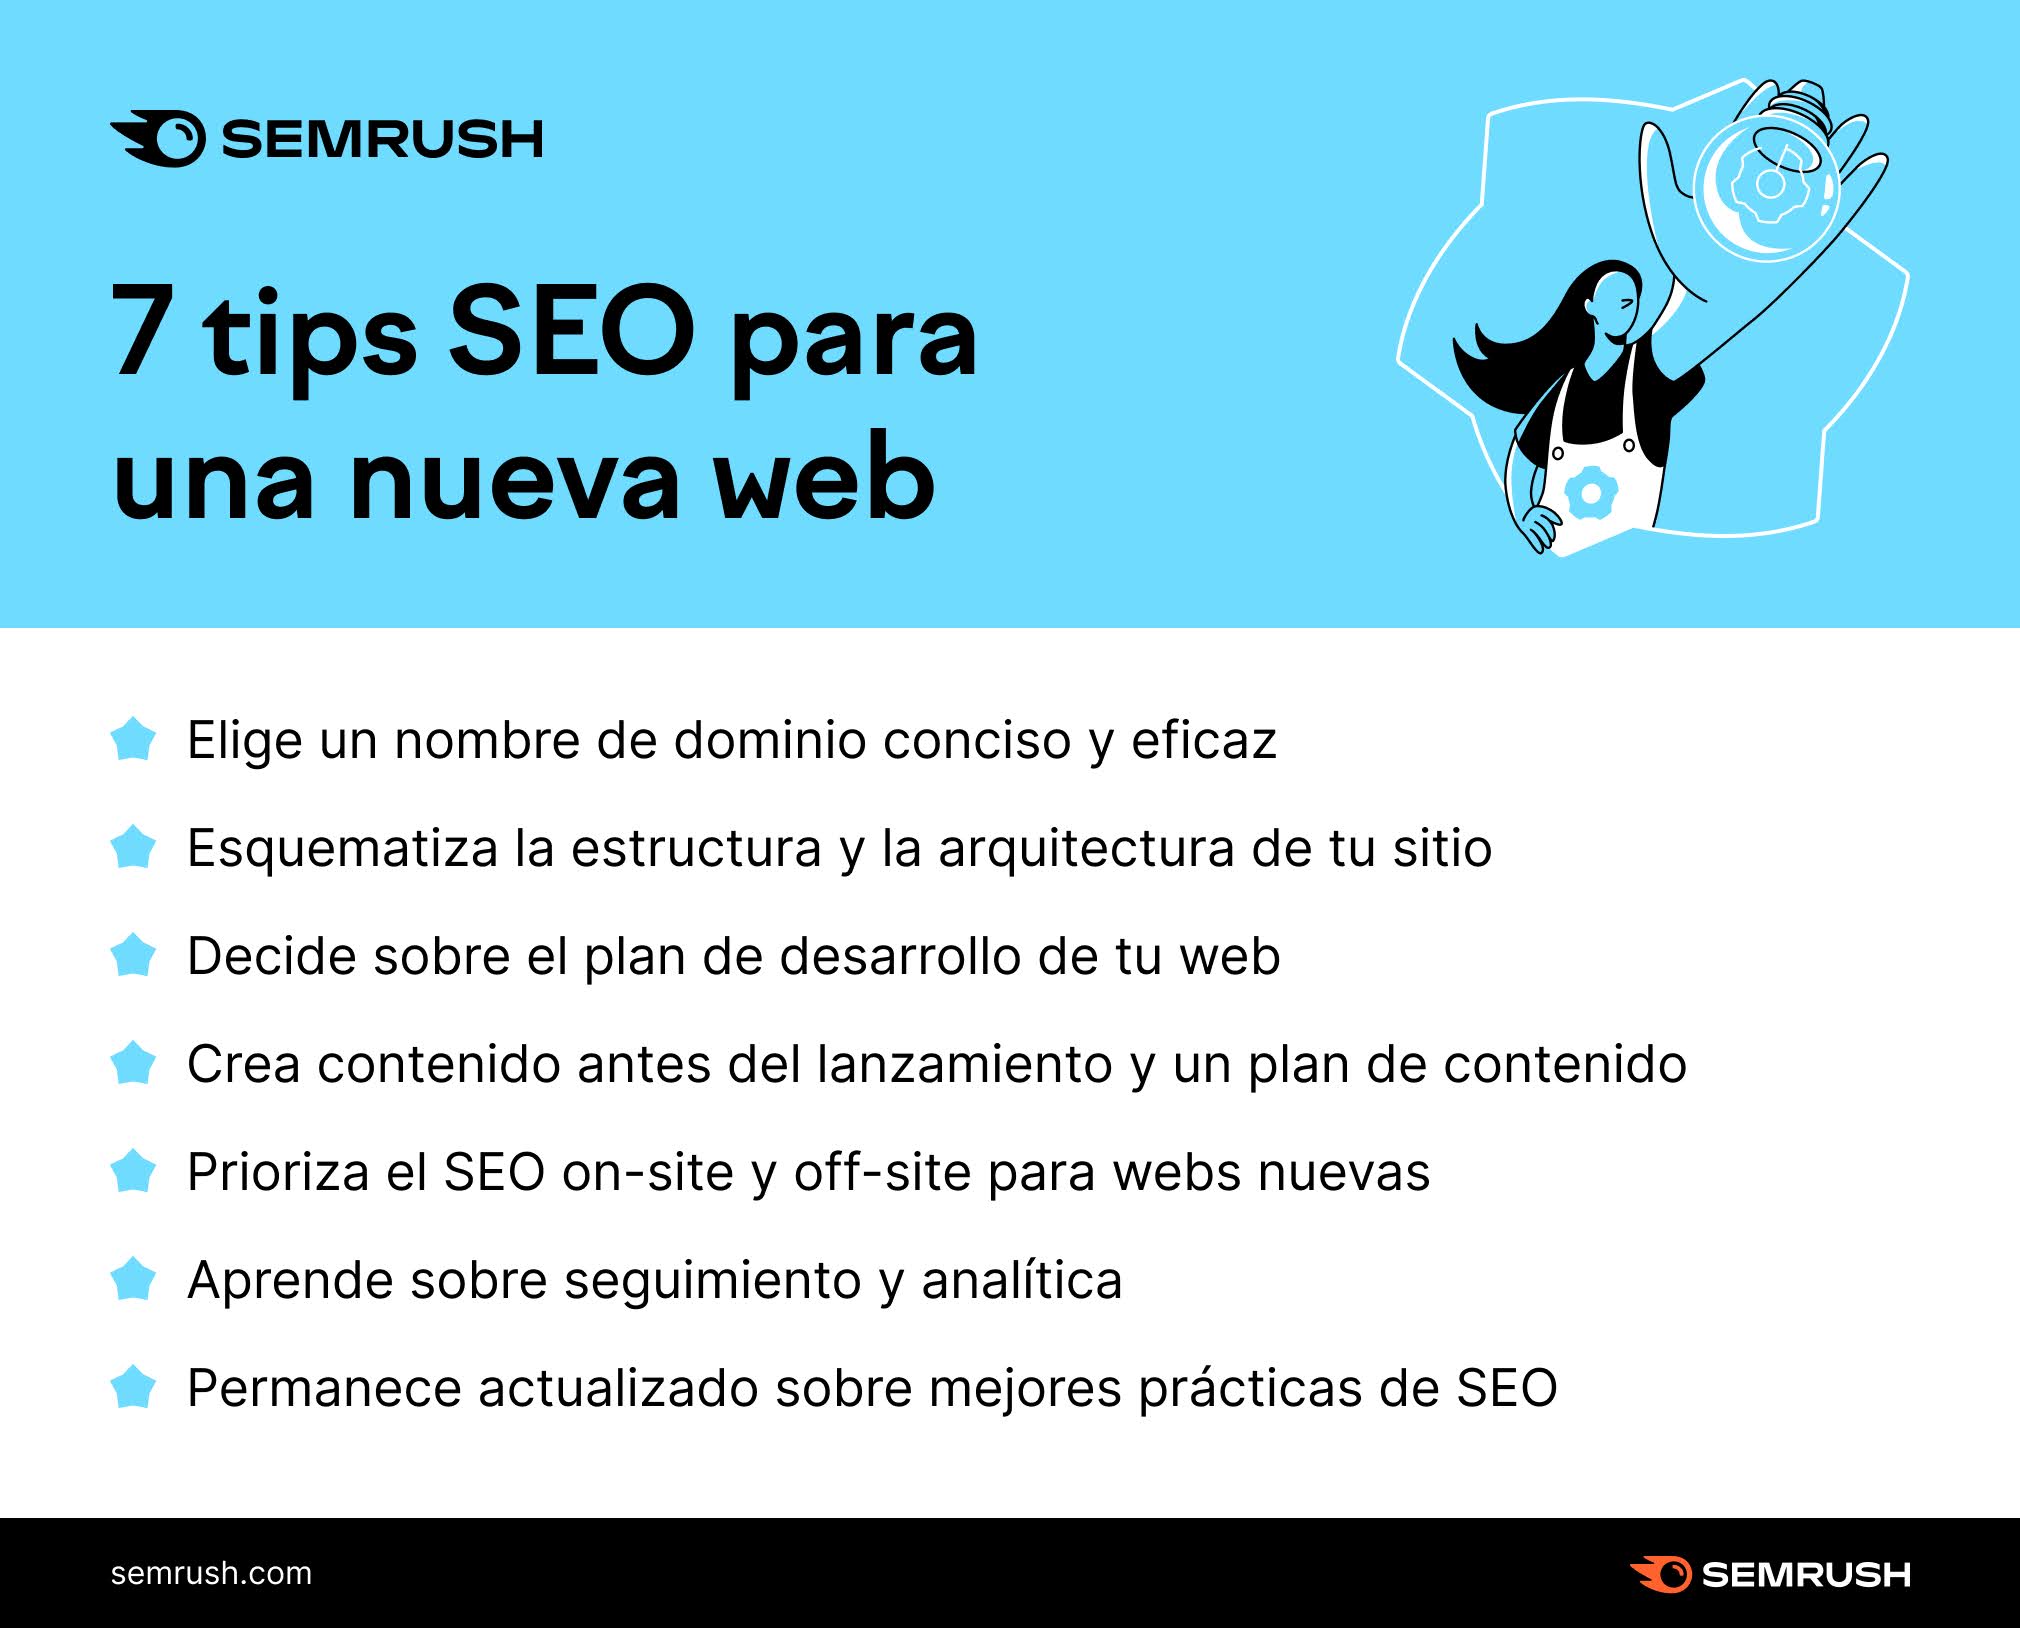 SEMRUSH
7 tips SEO para
una nueva web
Elige un nombre de dominio conciso y eficaz
Esquematiza la estructura y la arquitectura de tu sitio
Decide sobre el plan de desarrollo de tu web
Crea contenido antes del lanzamiento y un plan de contenido
Prioriza el SEO on-site y off-site para webs nuevas
Aprende sobre seguimiento y analítica
Permanece actualizado sobre mejores prácticas de SEO
semrush.com
SEMRUSH